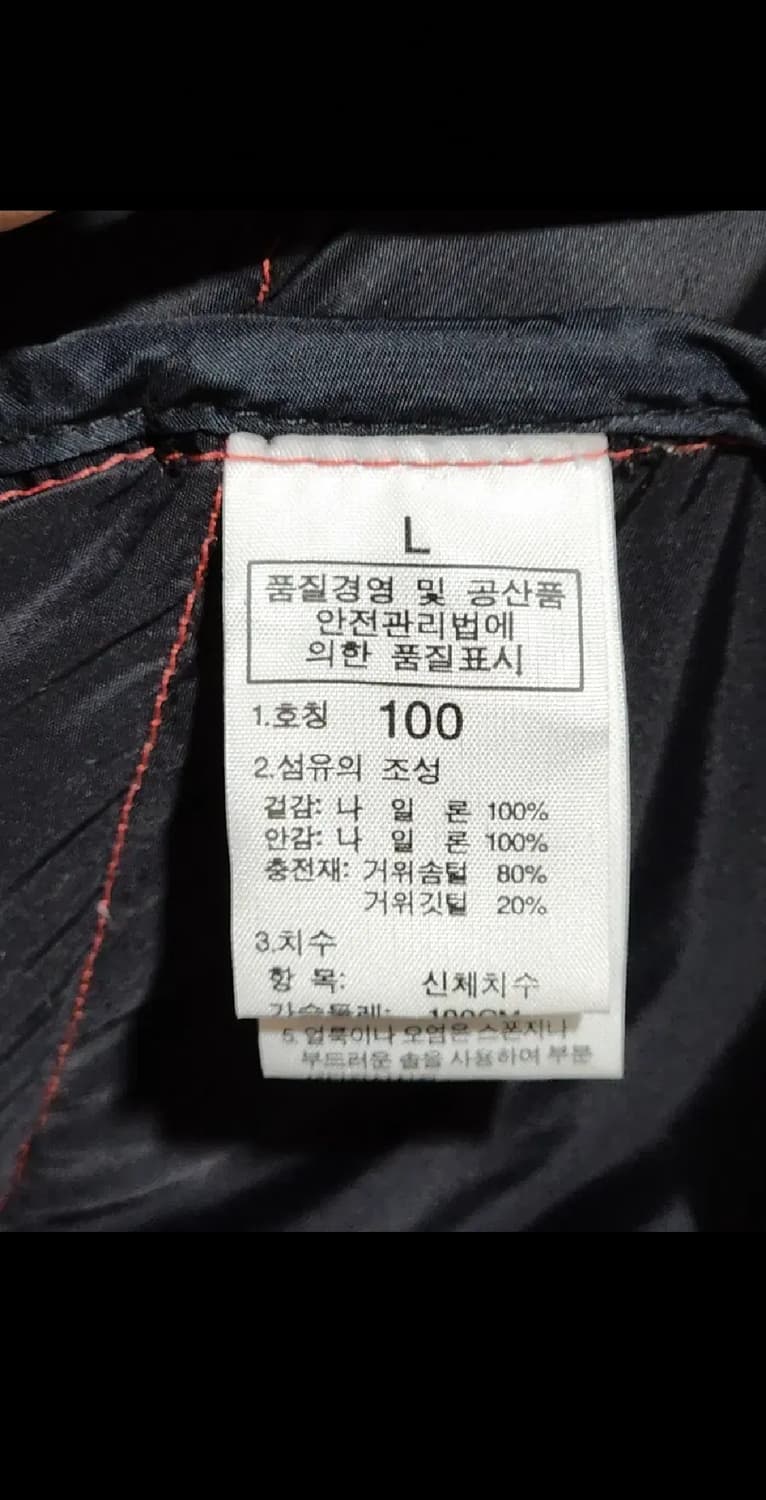 L
품질경영 및 공산품
안전관리법에
의한 품질표시
1.호칭 100
2.섬유의 조성
겉감: 나 일 론 100%
안감: 나 일 론 100%
충전재: 거위솜털 80%
거위깃털 20%
3.치수
항 목: 신체치수
가슴둘레:
5. 얼룩이나 오염은 스폰지나
부드러운 솔을 사용하여 부분